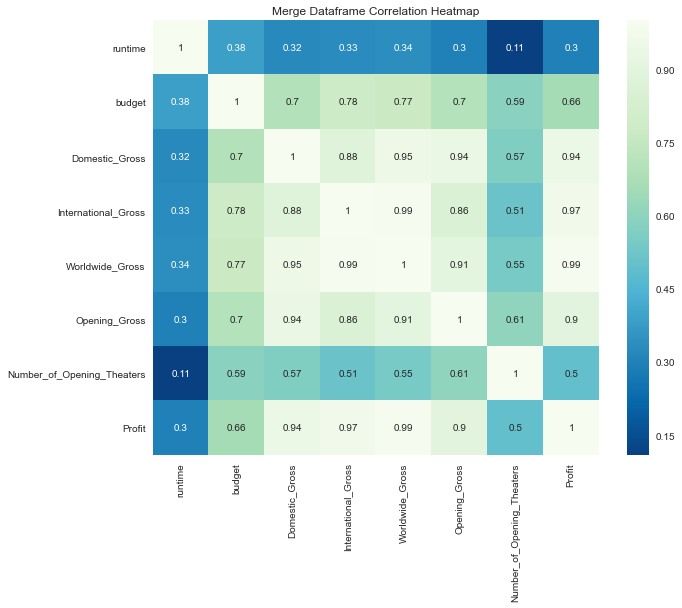 Merge Dataframe Correlation Heatmap
runtime 1 0.38 0.32 0.33 0.34 0.3 0.11 0.3
budget 0.38 1 0.7 0.78 0.77 0.7 0.59 0.66
Domestic_Gross 0.32 0.7 1 0.88 0.95 0.94 0.57 0.94
International_Gross 0.33 0.78 0.88 1 0.99 0.86 0.51 0.97
Worldwide_Gross 0.34 0.77 0.95 0.99 1 0.91 0.55 0.99
Opening_Gross 0.3 0.7 0.94 0.86 0.91 1 0.61 0.9
Number_of_Opening_Theaters 0.11 0.59 0.57 0.51 0.55 0.61 1 0.5
Profit 0.3 0.66 0.94 0.97 0.99 0.9 0.5 1
runtime
budget
Domestic_Gross
International_Gross
Worldwide_Gross
Opening_Gross
Number_of_Opening_Theaters
Profit
0.90
0.75
0.60
0.45
0.30
0.15